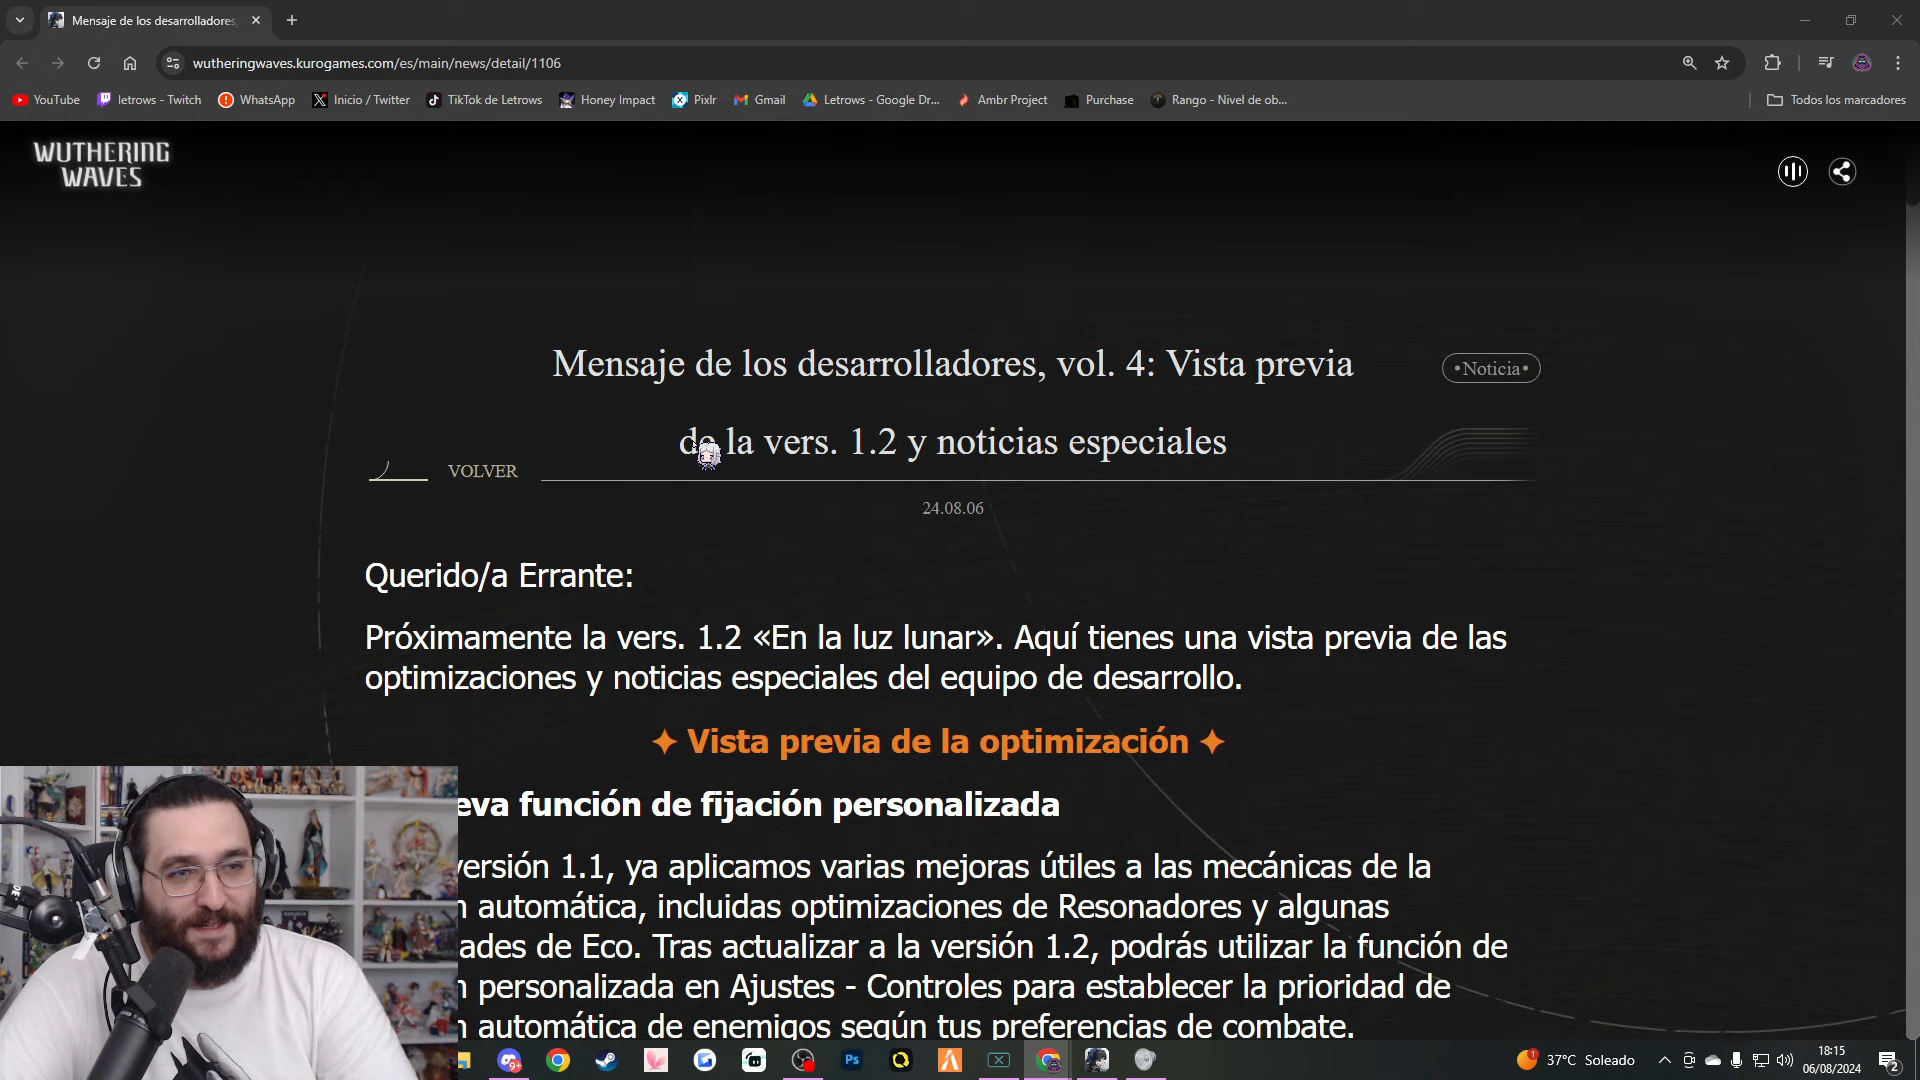 Mensaje de los desarrolladores,
wutheringwaves.kurogames.com/es/main/news/detail/1106
YouTube
letrows - Twitch
WhatsApp
Inicio / Twitter
TikTok de Letrows
Honey Impact
Pixlr
Gmail
Letrows - Google Dr...
Ambr Project
Purchase
Rango - Nivel de ob...
Todos los marcadores
WUTHERING
WAVES
Mensaje de los desarrolladores, vol. 4: Vista previa
•Noticia•
de la vers. 1.2 y noticias especiales
VOLVER
24.08.06
Querido/a Errante:
Próximamente la vers. 1.2 «En la luz lunar». Aquí tienes una vista previa de las
optimizaciones y noticias especiales del equipo de desarrollo.
✦ Vista previa de la optimización ✦
eva función de fijación personalizada
versión 1.1, ya aplicamos varias mejoras útiles a las mecánicas de la
n automática, incluidas optimizaciones de Resonadores y algunas
ades de Eco. Tras actualizar a la versión 1.2, podrás utilizar la función de
n personalizada en Ajustes - Controles para establecer la prioridad de
n automática de enemigos según tus preferencias de combate.
9+
Ps
1
37°C Soleado
18:15
06/08/2024
2